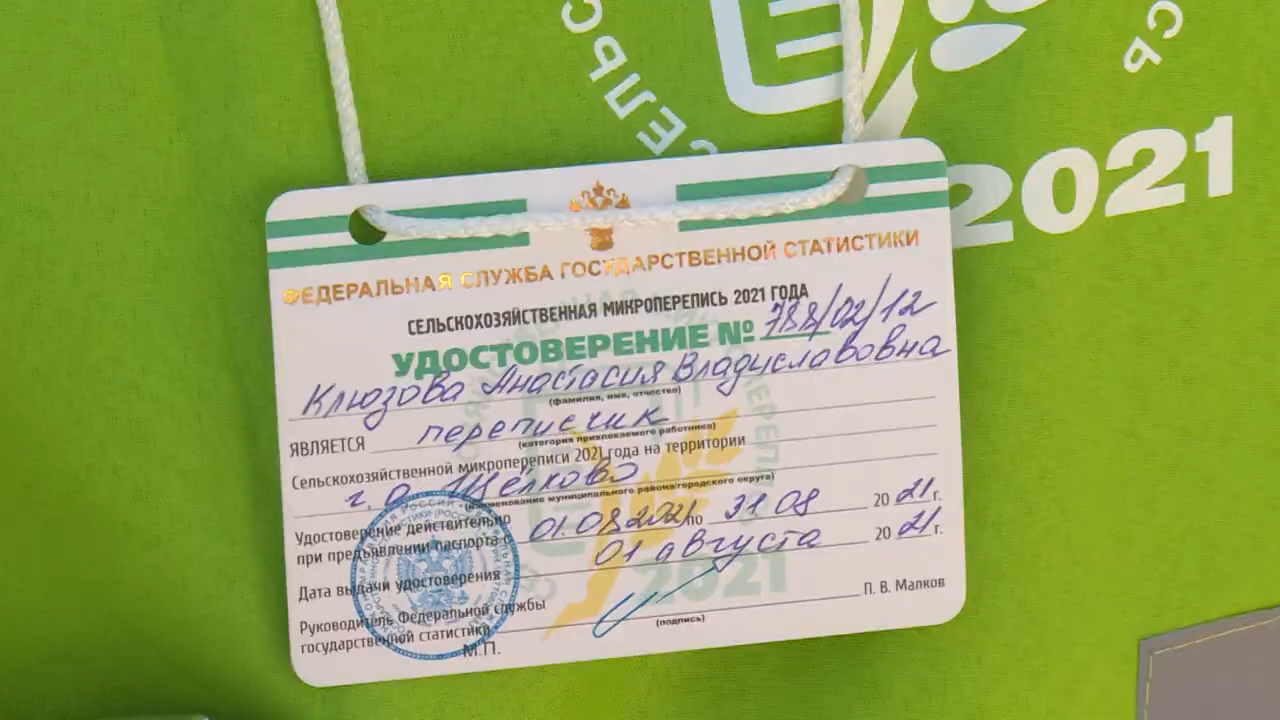 СЕЛЬС
СЬ
2021
ФЕДЕРАЛЬНАЯ СЛУЖБА ГОСУДАРСТВЕННОЙ СТАТИСТИКИ
СЕЛЬСКОХОЗЯЙСТВЕННАЯ МИКРОПЕРЕПИСЬ 2021 ГОДА
УДОСТОВЕРЕНИЕ № 788/02/12
Клюзова Анастасия Владиславовна
(фамилия, имя, отчество)
ЯВЛЯЕТСЯ переписчик
(категория привлекаемого работника)
Сельскохозяйственной микропереписи 2021 года на территории
г.о. Щёлково
(наименование муниципального района/городского округа)
Удостоверение действительно
при предъявлении паспорта с 01.08.2021 по 31 08 2021 г.
Дата выдачи удостоверения 01 августа 2021 г.
Руководитель Федеральной службы
государственной статистики П. В. Малков
(подпись)
М.П.
2021